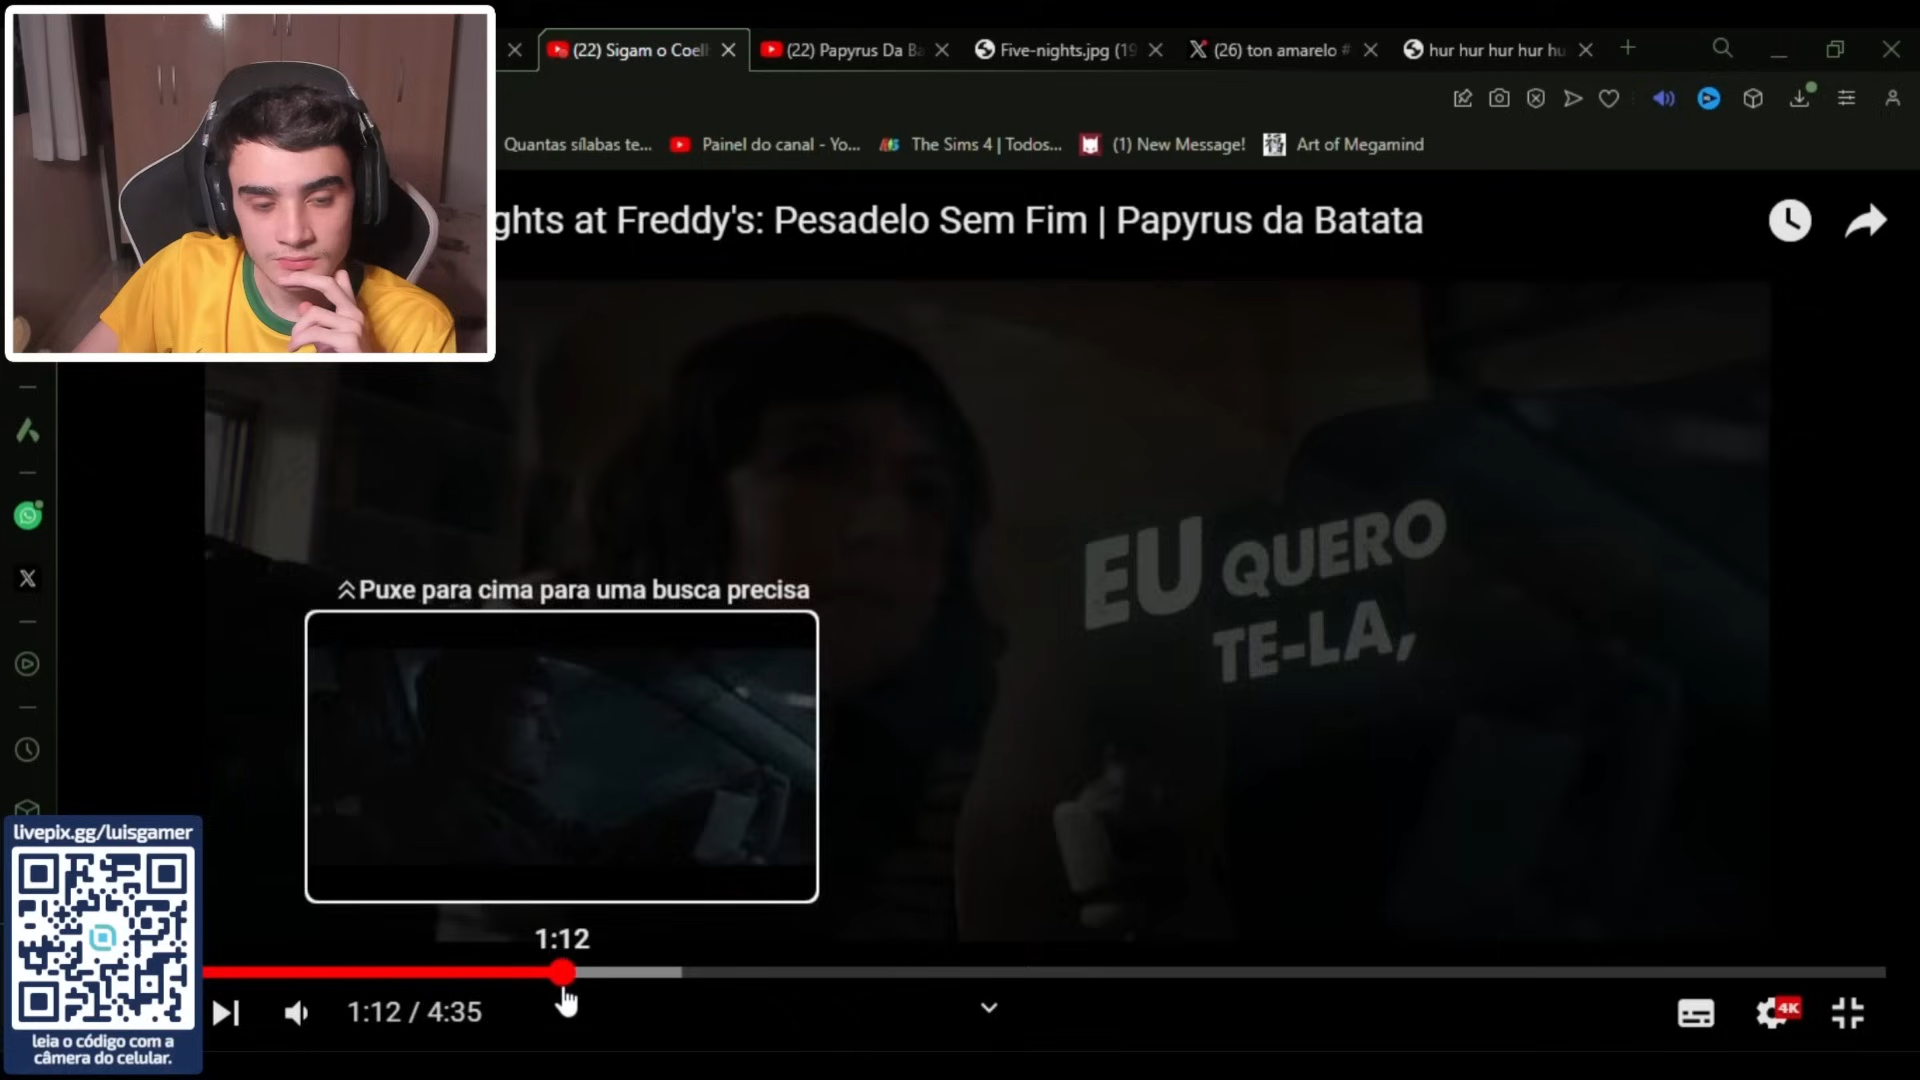 (22) Sigam o Coel
(22) Papyrus Da Ba
Five-nights.jpg (19
(26) ton amarelo #
hur hur hur hur hu
Quantas sílabas te...
Painel do canal - Yo...
The Sims 4 | Todos...
(1) New Message!
Art of Megamind
ghts at Freddy's: Pesadelo Sem Fim | Papyrus da Batata
EU QUERO
TE-LA,
Puxe para cima para uma busca precisa
1:12
1:12 / 4:35
4K
livepix.gg/luisgamer
leia o código com a
câmera do celular.